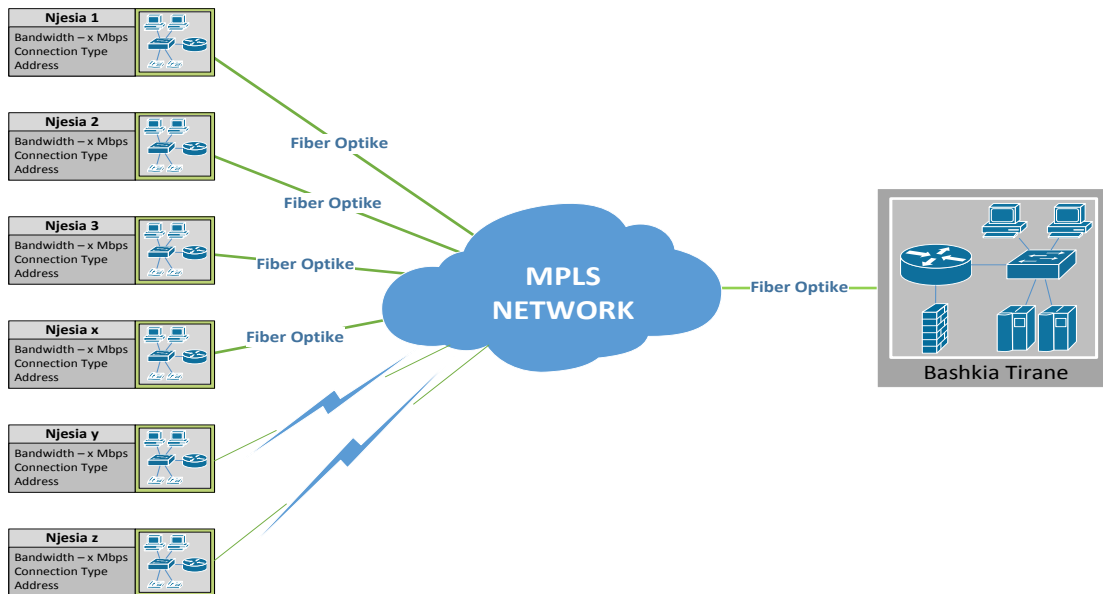 Njesia 1
Bandwidth – x Mbps
Connection Type
Address
Njesia 2
Bandwidth – x Mbps
Connection Type
Address
Njesia 3
Bandwidth – x Mbps
Connection Type
Address
Njesia x
Bandwidth – x Mbps
Connection Type
Address
Njesia y
Bandwidth – x Mbps
Connection Type
Address
Njesia z
Bandwidth – x Mbps
Connection Type
Address
Fiber Optike
Fiber Optike
Fiber Optike
Fiber Optike
MPLS
NETWORK
Fiber Optike
Bashkia Tirane